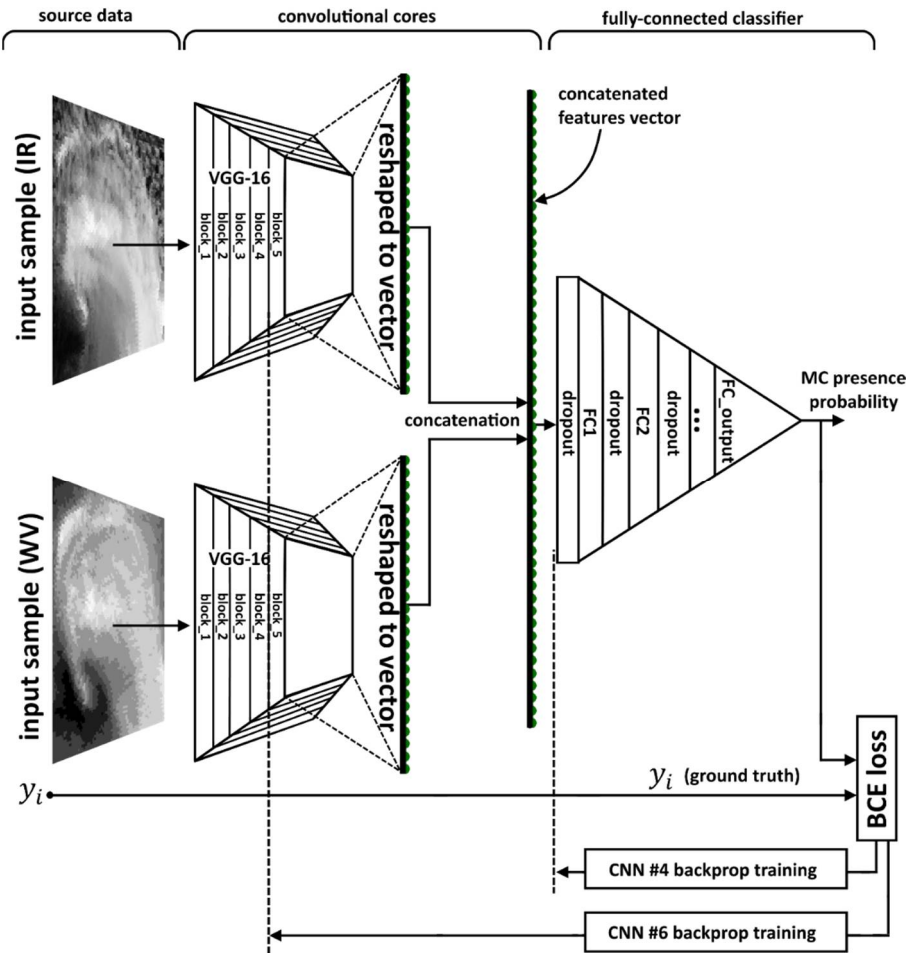 source data
convolutional cores
fully-connected classifier
input sample (IR)
VGG-16
block_1
block_2
block_3
block_4
block_5
reshaped to vector
concatenated
features vector
concatenation
dropout
FC1
dropout
FC2
dropout
...
FC_output
MC presence
probability
input sample (WV)
VGG-16
block_1
block_2
block_3
block_4
block_5
reshaped to vector
yᵢ
yᵢ (ground truth)
BCE loss
CNN #4 backprop training
CNN #6 backprop training